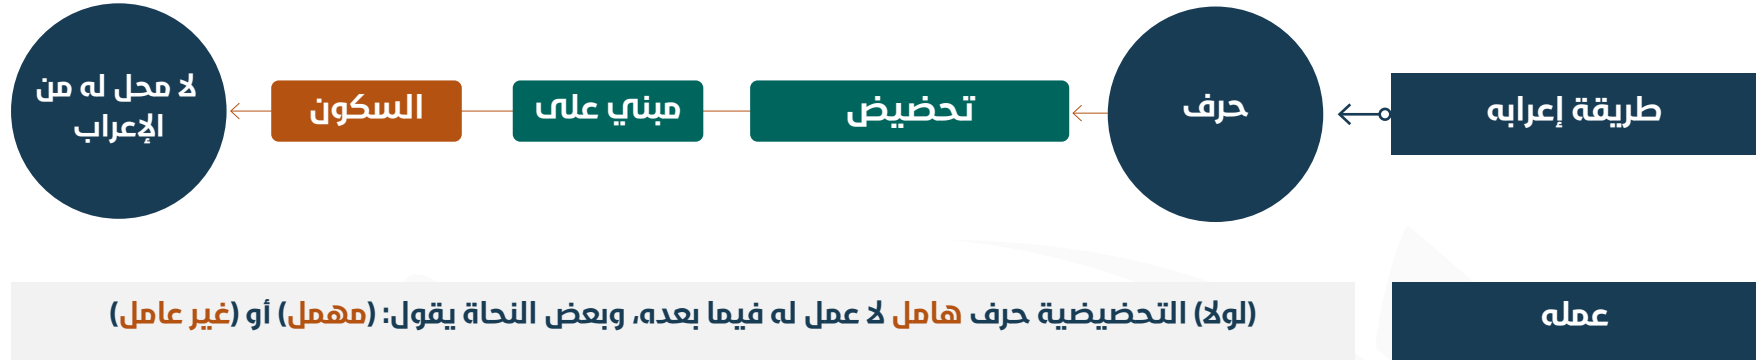 طريقة إعرابه
حرف
تحضيض
مبني على
السكون
لا محل له من
الإعراب
عمله
(لولا) التحضيضية حرف هامل لا عمل له فيما بعده، وبعض النحاة يقول: (مهمل) أو (غير عامل)